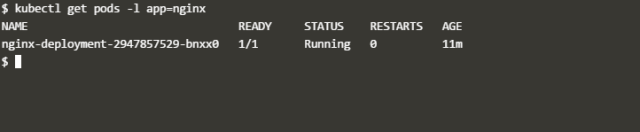 $ kubectl get pods -l app=nginx
NAME                                READY     STATUS    RESTARTS   AGE
nginx-deployment-2947857529-bnxx0   1/1       Running   0          11m
$